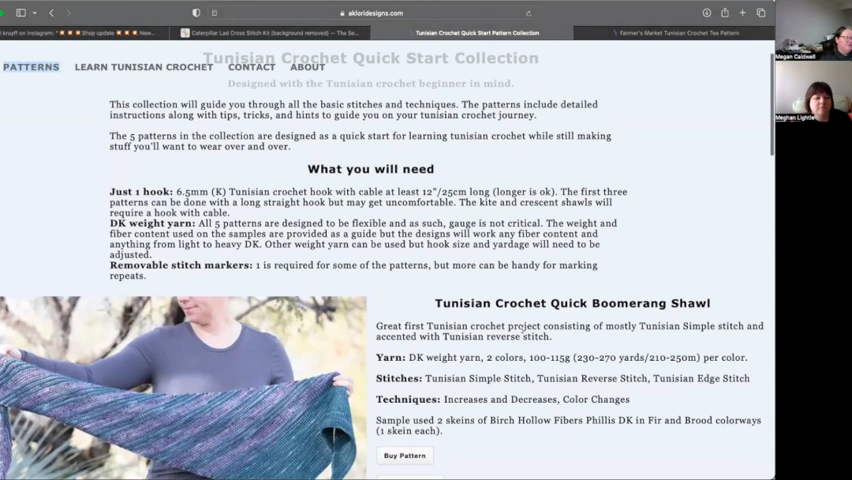 akloridesigns.com
kruyff on Instagram: "💥💥💥Shop update 💥💥💥New...
Caterpillar Lad Cross Stitch Kit (background removed) — The Se...
Tunisian Crochet Quick Start Pattern Collection
Farmer's Market Tunisian Crochet Tee Pattern
Megan Caldwell
Meghan Lightle
Tunisian Crochet Quick Start Collection
PATTERNS LEARN TUNISIAN CROCHET CONTACT ABOUT
Designed with the Tunisian crochet beginner in mind.
This collection will guide you through all the basic stitches and techniques. The patterns include detailed
instructions along with tips, tricks, and hints to guide you on your tunisian crochet journey.
The 5 patterns in the collection are designed as a quick start for learning tunisian crochet while still making
stuff you'll want to wear over and over.
What you will need
Just 1 hook: 6.5mm (K) Tunisian crochet hook with cable at least 12"/25cm long (longer is ok). The first three
patterns can be done with a long straight hook but may get uncomfortable. The kite and crescent shawls will
require a hook with cable.
DK weight yarn: All 5 patterns are designed to be flexible and as such, gauge is not critical. The weight and
fiber content used on the samples are provided as a guide but the designs will work any fiber content and
anything from light to heavy DK. Other weight yarn can be used but hook size and yardage will need to be
adjusted.
Removable stitch markers: 1 is required for some of the patterns, but more can be handy for marking
repeats.
Tunisian Crochet Quick Boomerang Shawl
Great first Tunisian crochet project consisting of mostly Tunisian Simple stitch and
accented with Tunisian reverse stitch.
Yarn: DK weight yarn, 2 colors, 100-115g (230-270 yards/210-250m) per color.
Stitches: Tunisian Simple Stitch, Tunisian Reverse Stitch, Tunisian Edge Stitch
Techniques: Increases and Decreases, Color Changes
Sample used 2 skeins of Birch Hollow Fibers Phillis DK in Fir and Brood colorways
(1 skein each).
Buy Pattern